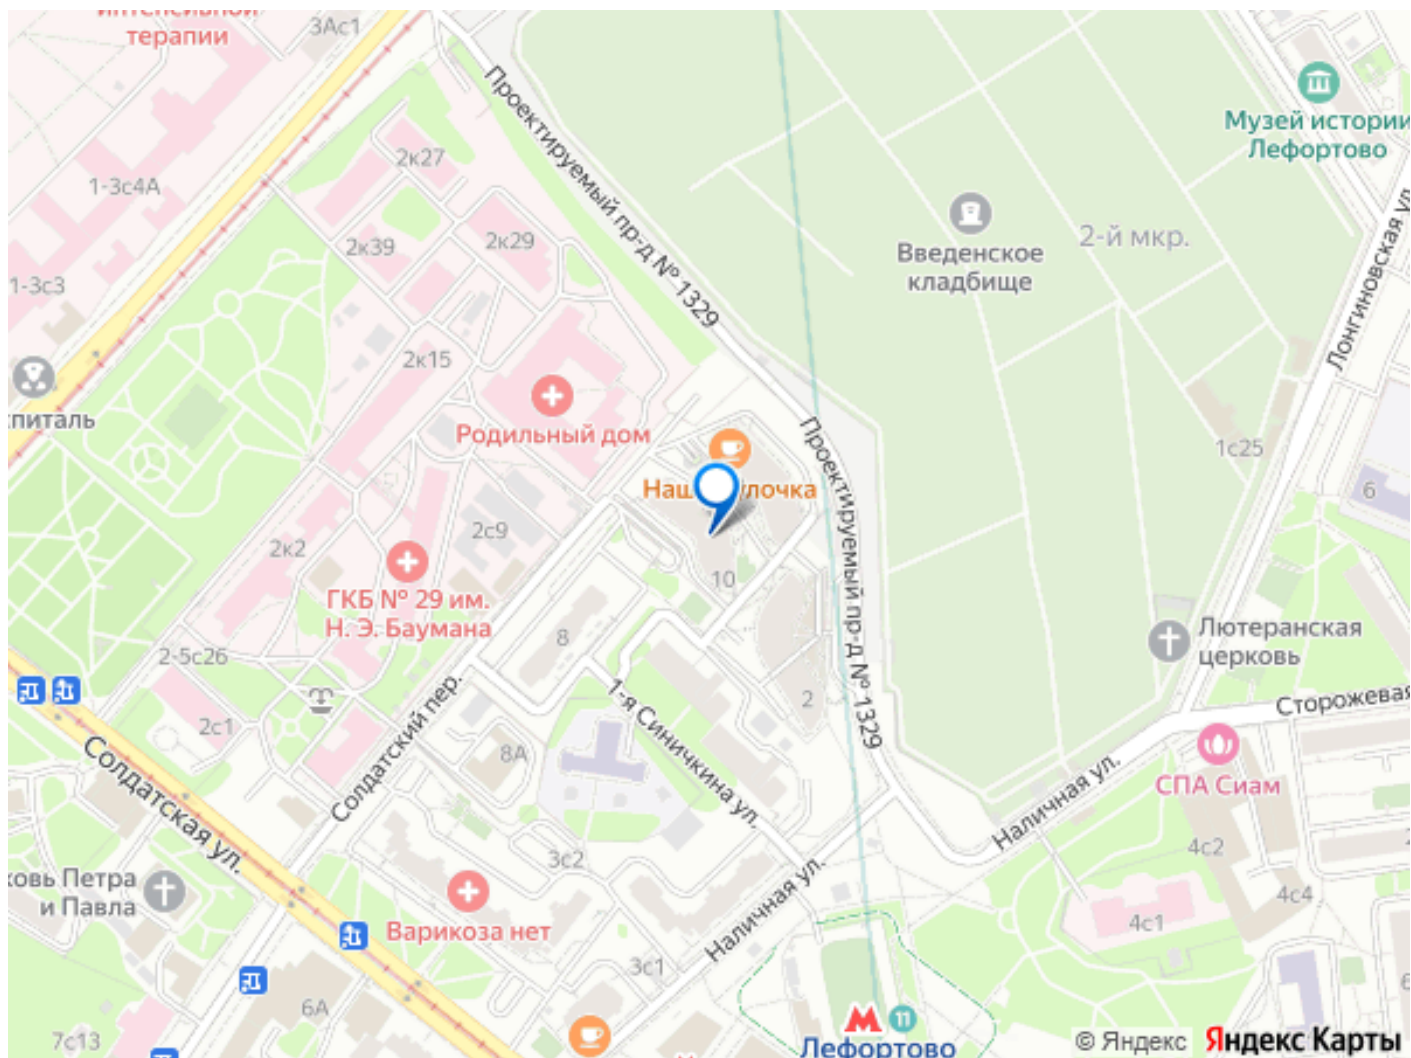 интенсивной
терапии
3Ас1
Музей истории
Лефортово
2к27
1-3с4А
Проектируемый пр-д № 1329
Введенское
кладбище
2-й мкр.
2к39
2к29
1-3с3
Лонгиновская ул.
2к15
спиталь
Родильный дом
Проектируемый пр-д № 1329
1с25
6
2с9
2к2
10
ГКБ № 29 им.
Н. Э. Баумана
8
Лютеранская
церковь
2-5с26
2с1
Солдатский пер.
1-я Синичкина ул.
2
Сторожевая
8А
Солдатская ул.
СПА Сиам
Наличная ул.
4с2
3с2
4с4
ковь Петра
и Павла
4с1
Варикоза нет
Наличная ул.
3с1
6А
7с13
11
Лефортово
© Яндекс Яндекс Карты